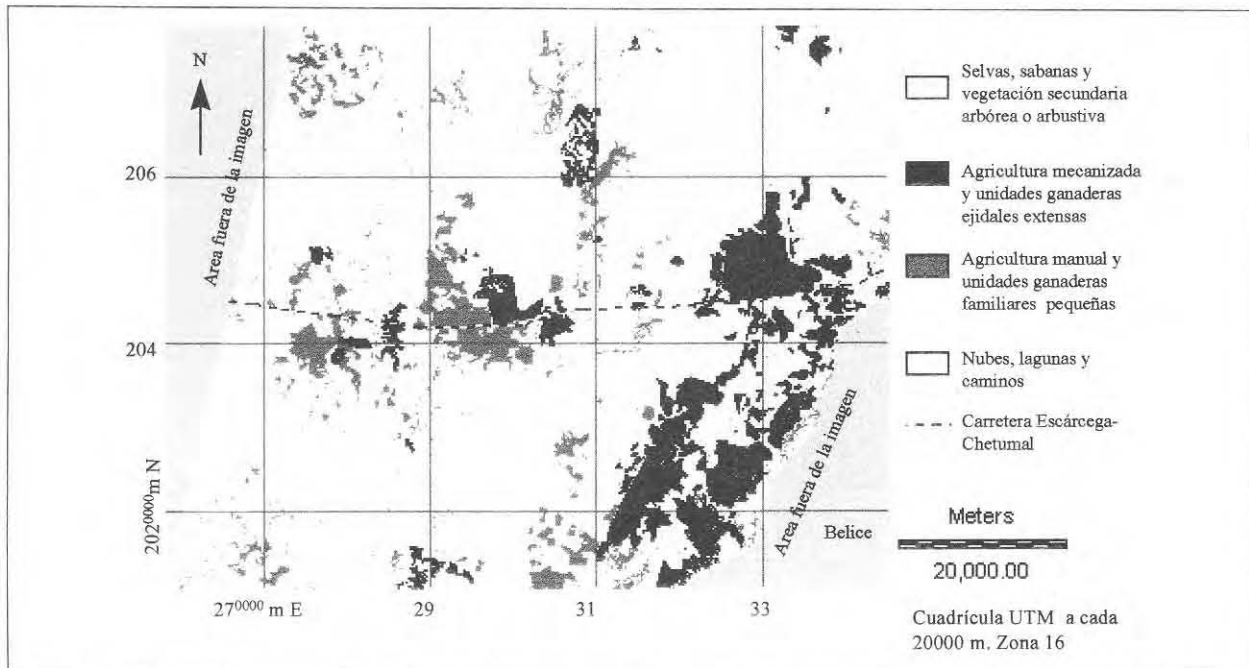 N
Area fuera de la imagen
206
204
2020000m N
270000 m E
29
31
33
Area fuera de la imagen
Belice
Selvas, sabanas y
vegetación secundaria
arbórea o arbustiva
Agricultura mecanizada
y unidades ganaderas
ejidales extensas
Agricultura manual y
unidades ganaderas
familiares pequeñas
Nubes, lagunas y
caminos
Carretera Escárcega-
Chetumal
Meters
20,000.00
Cuadrícula UTM a cada
20000 m. Zona 16